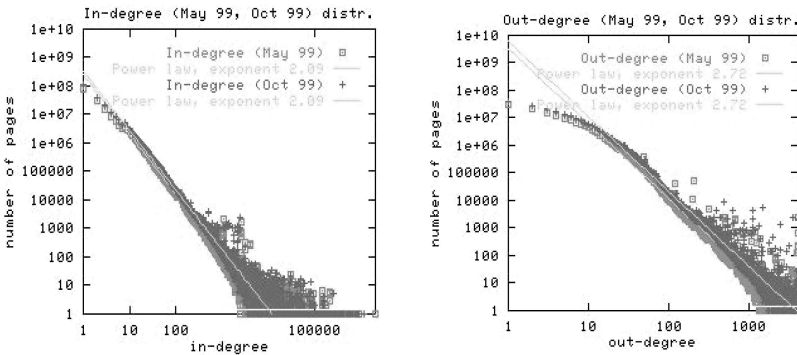 In-degree (May 99, Oct 99) distr.
number of pages
1e+10
1e+09
1e+08
1e+07
1e+06
100000
10000
1000
100
10
1
In-degree (May 99)
Power law, exponent 2.09
In-degree (Oct 99)
Power law, exponent 2.09
1 10 100 100000
in-degree
Out-degree (May 99, Oct 99) distr.
number of pages
1e+10
1e+09
1e+08
1e+07
1e+06
100000
10000
1000
100
10
1
Out-degree (May 99)
Power law, exponent 2.72
Out-degree (Oct 99)
Power law, exponent 2.72
1 10 100 1000
out-degree